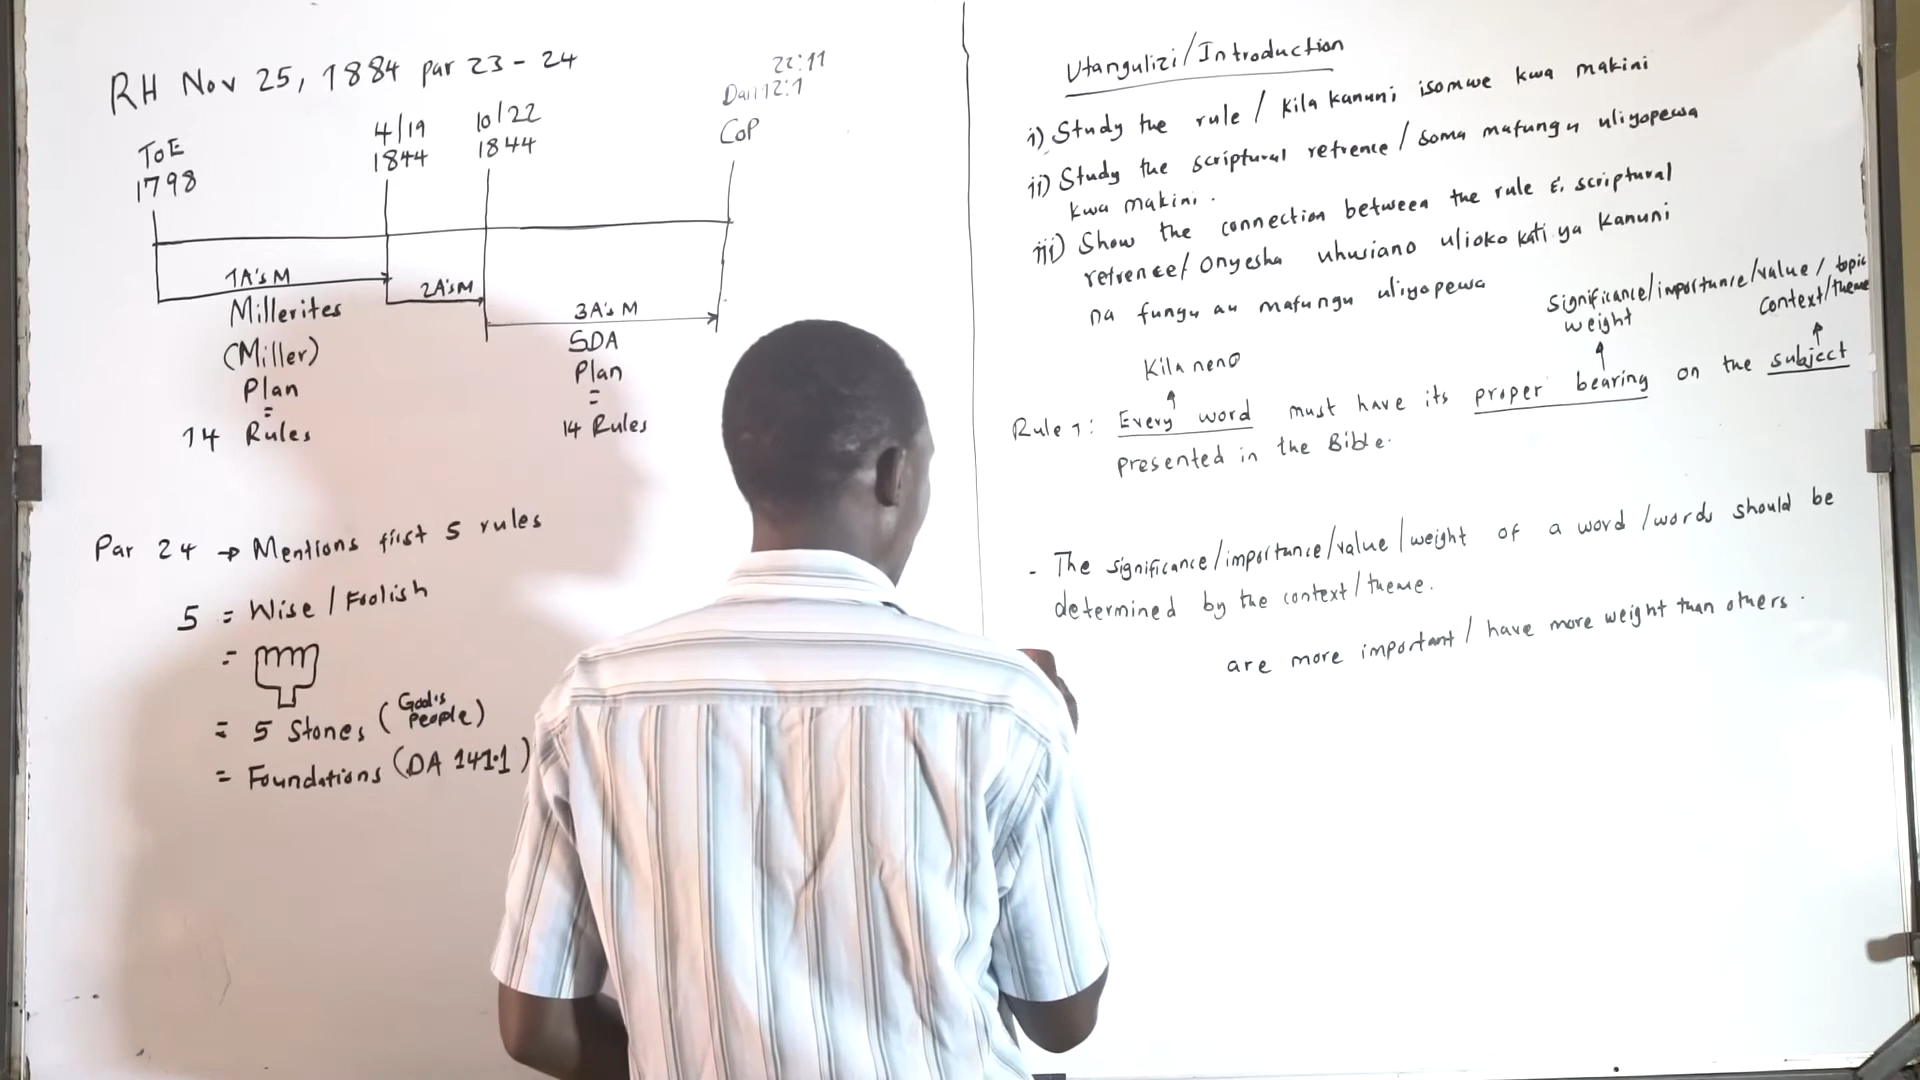 RH Nov 25, 1884 par 23 - 24
ToE
1798
4/19
1844
10/22
1844
22:11
Dan 12:1
CoP
1A's M
2A's M
3A's M
Millerites
(Miller)
Plan
=
14 Rules
SDA
Plan
=
14 Rules
Par 24 → Mentions first 5 rules
5 = Wise / Foolish
=
= 5 Stones (God's People)
= Foundations (DA 141.1)
Utangulizi/Introduction
i) Study the rule / Kila kanuni isomwe kwa makini
ii) Study the scriptural refrence / soma mafungu uliyopewa
kwa makini.
iii) Show the connection between the rule & scriptural
refrence/ onyesha uhusiano ulioko kati ya kanuni
na fungu au mafungu uliyopewa
Significance/importance/value/
weight
topic
context/theme
Kila neno
Rule 1: Every word must have its proper bearing on the subject
presented in the Bible.
- The significance/importance/value/weight of a word/words should be
determined by the context/theme.
are more important/have more weight than others.